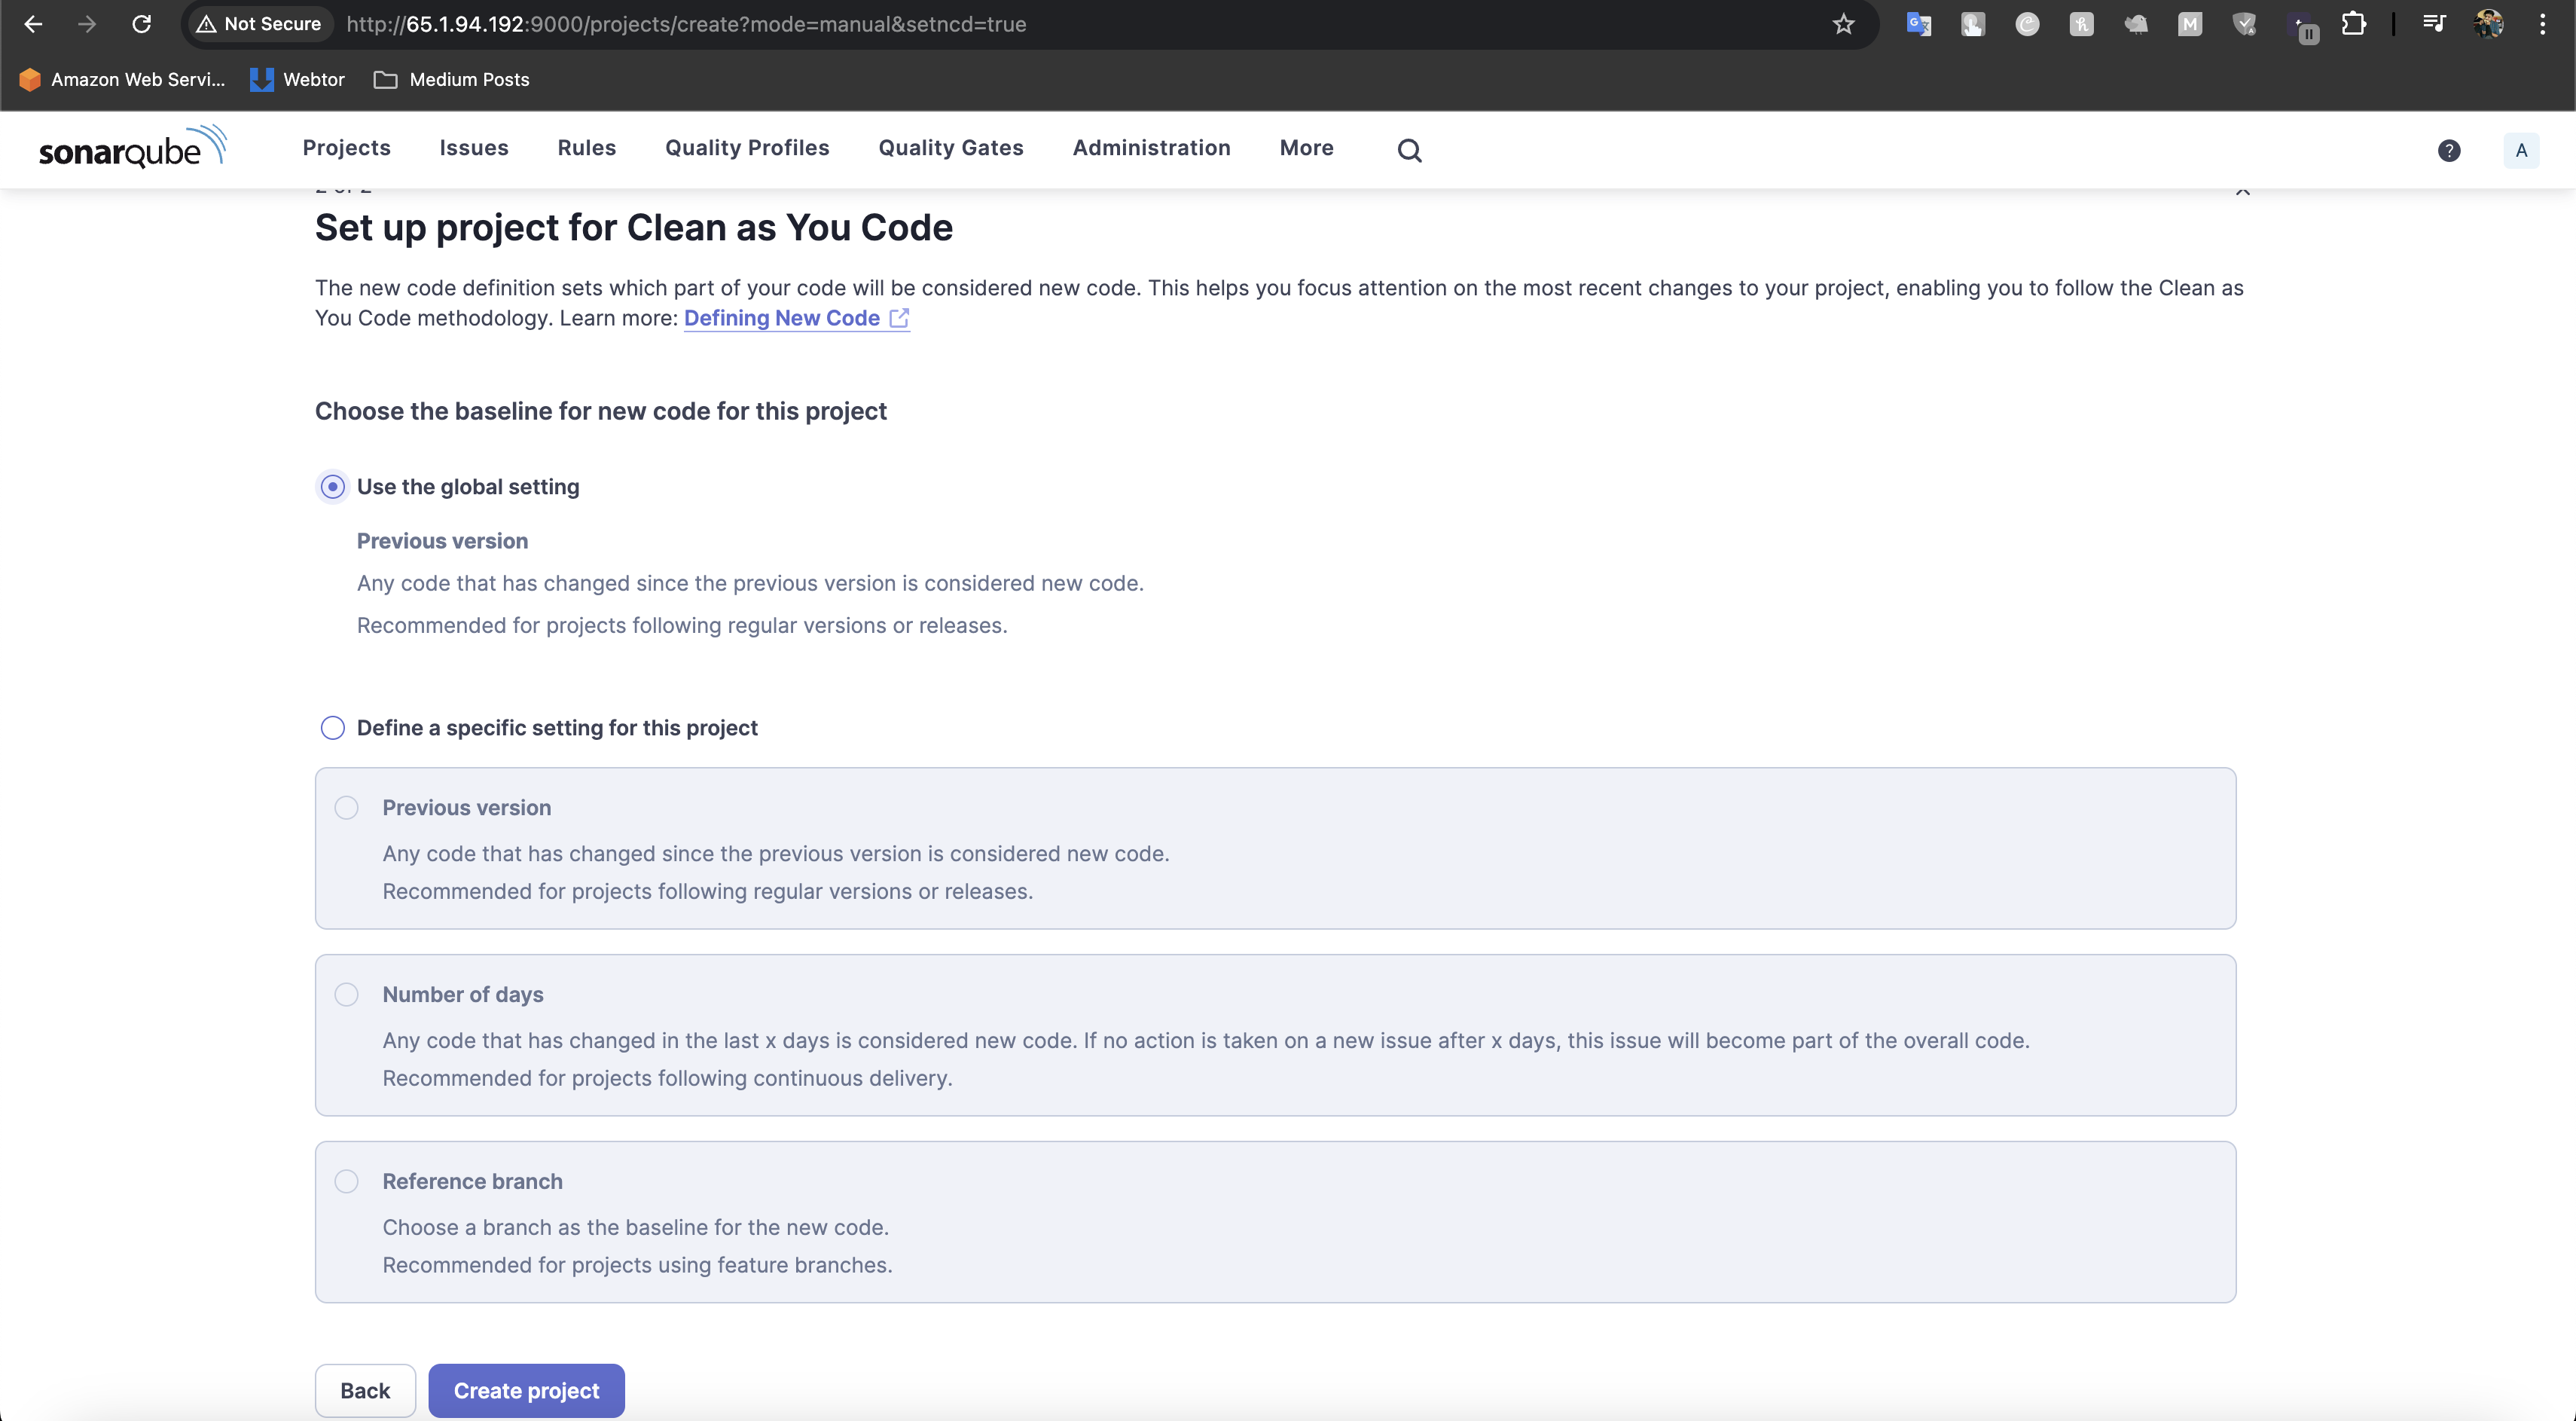 Not Secure http://65.1.94.192:9000/projects/create?mode=manual&setncd=true
Amazon Web Servi... Webtor Medium Posts
sonarqube Projects Issues Rules Quality Profiles Quality Gates Administration More ? A
2 of 2
Set up project for Clean as You Code
The new code definition sets which part of your code will be considered new code. This helps you focus attention on the most recent changes to your project, enabling you to follow the Clean as
You Code methodology. Learn more: Defining New Code
Choose the baseline for new code for this project
Use the global setting
Previous version
Any code that has changed since the previous version is considered new code.
Recommended for projects following regular versions or releases.
Define a specific setting for this project
Previous version
Any code that has changed since the previous version is considered new code.
Recommended for projects following regular versions or releases.
Number of days
Any code that has changed in the last x days is considered new code. If no action is taken on a new issue after x days, this issue will become part of the overall code.
Recommended for projects following continuous delivery.
Reference branch
Choose a branch as the baseline for the new code.
Recommended for projects using feature branches.
Back Create project